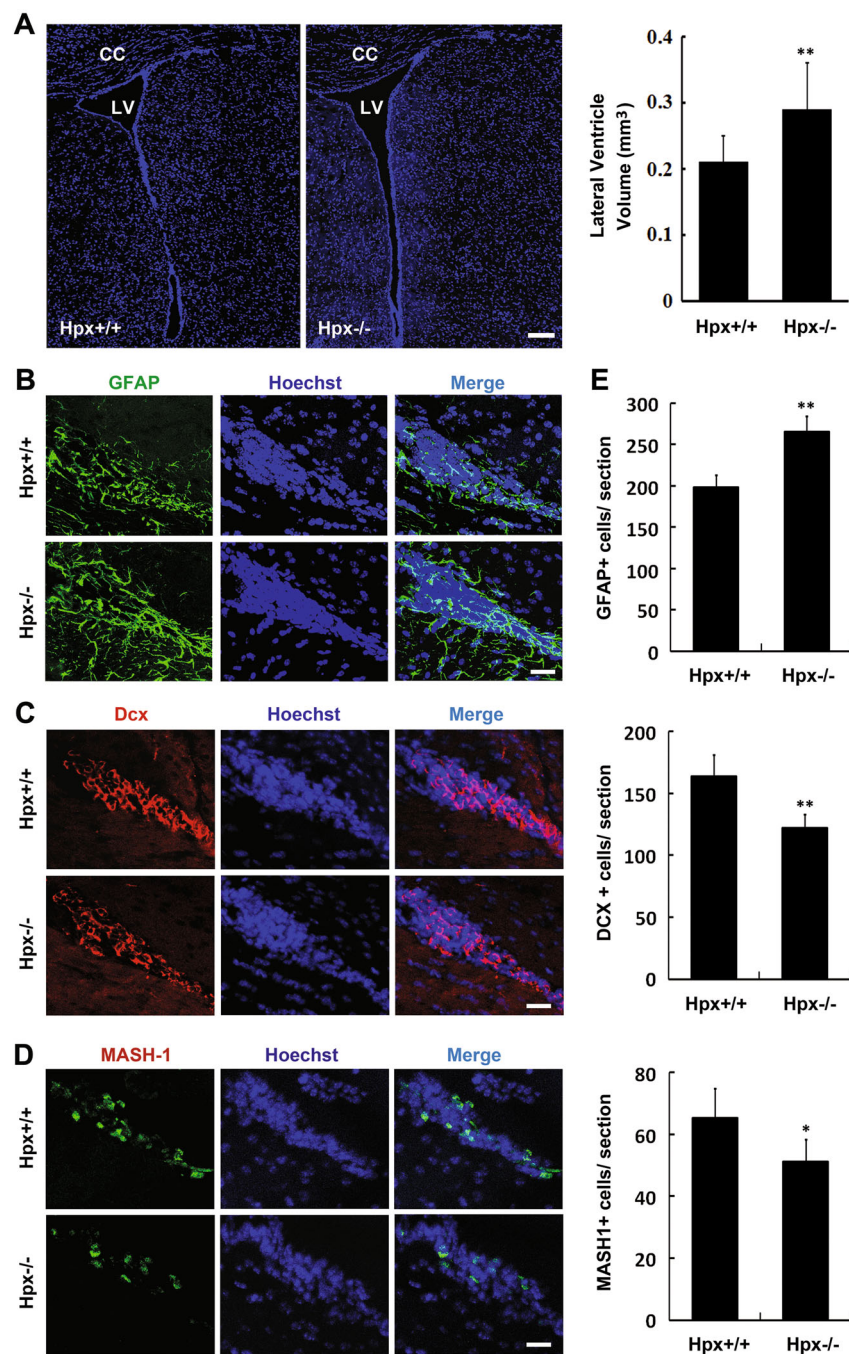 A
CC
LV
Hpx+/+
CC
LV
Hpx-/-
Lateral Ventricle
Volume (mm³)
0.4
0.3
0.2
0.1
0
**
Hpx+/+ Hpx-/-
B
GFAP Hoechst Merge
Hpx+/+
Hpx-/-
E
GFAP+ cells/ section
300
250
200
150
100
50
0
**
Hpx+/+ Hpx-/-
C
Dcx Hoechst Merge
Hpx+/+
Hpx-/-
DCX + cells/ section
200
150
100
50
0
**
Hpx+/+ Hpx-/-
D
MASH-1 Hoechst Merge
Hpx+/+
Hpx-/-
MASH1+ cells/ section
80
60
40
20
0
*
Hpx+/+ Hpx-/-